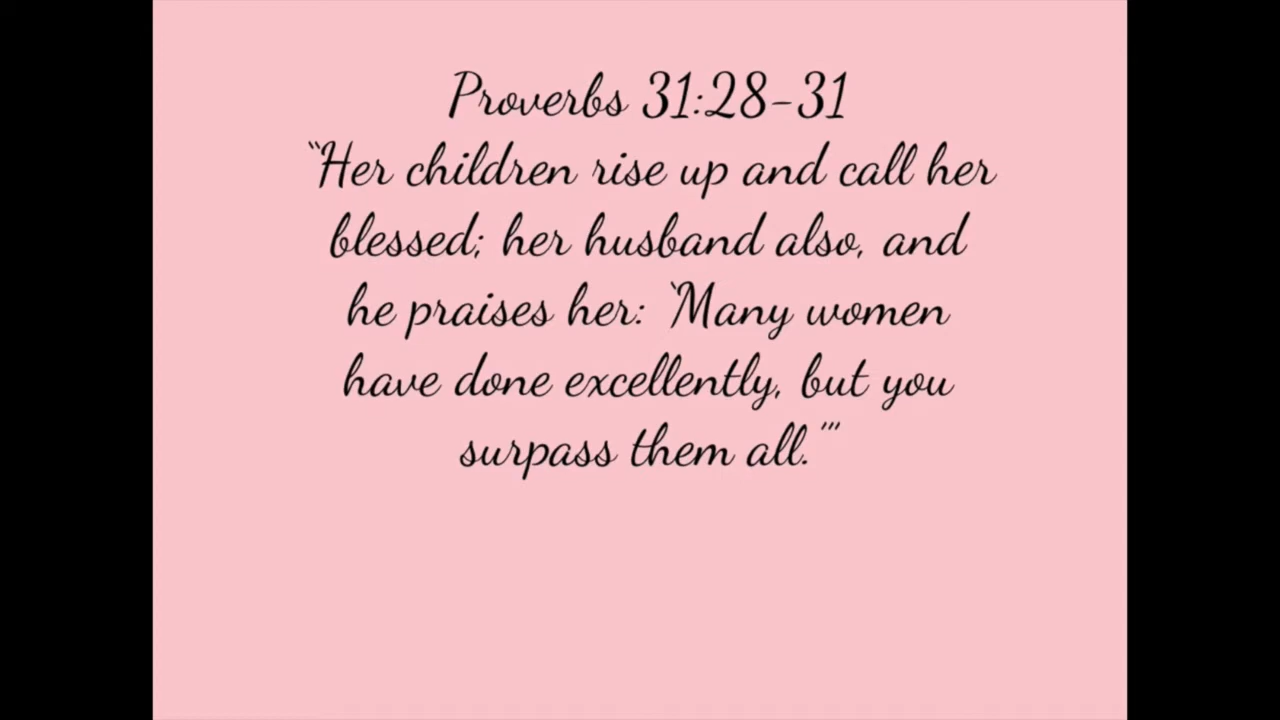 Proverbs 31:28-31
“Her children rise up and call her
blessed; her husband also, and
he praises her: ‘Many women
have done excellently, but you
surpass them all.’”